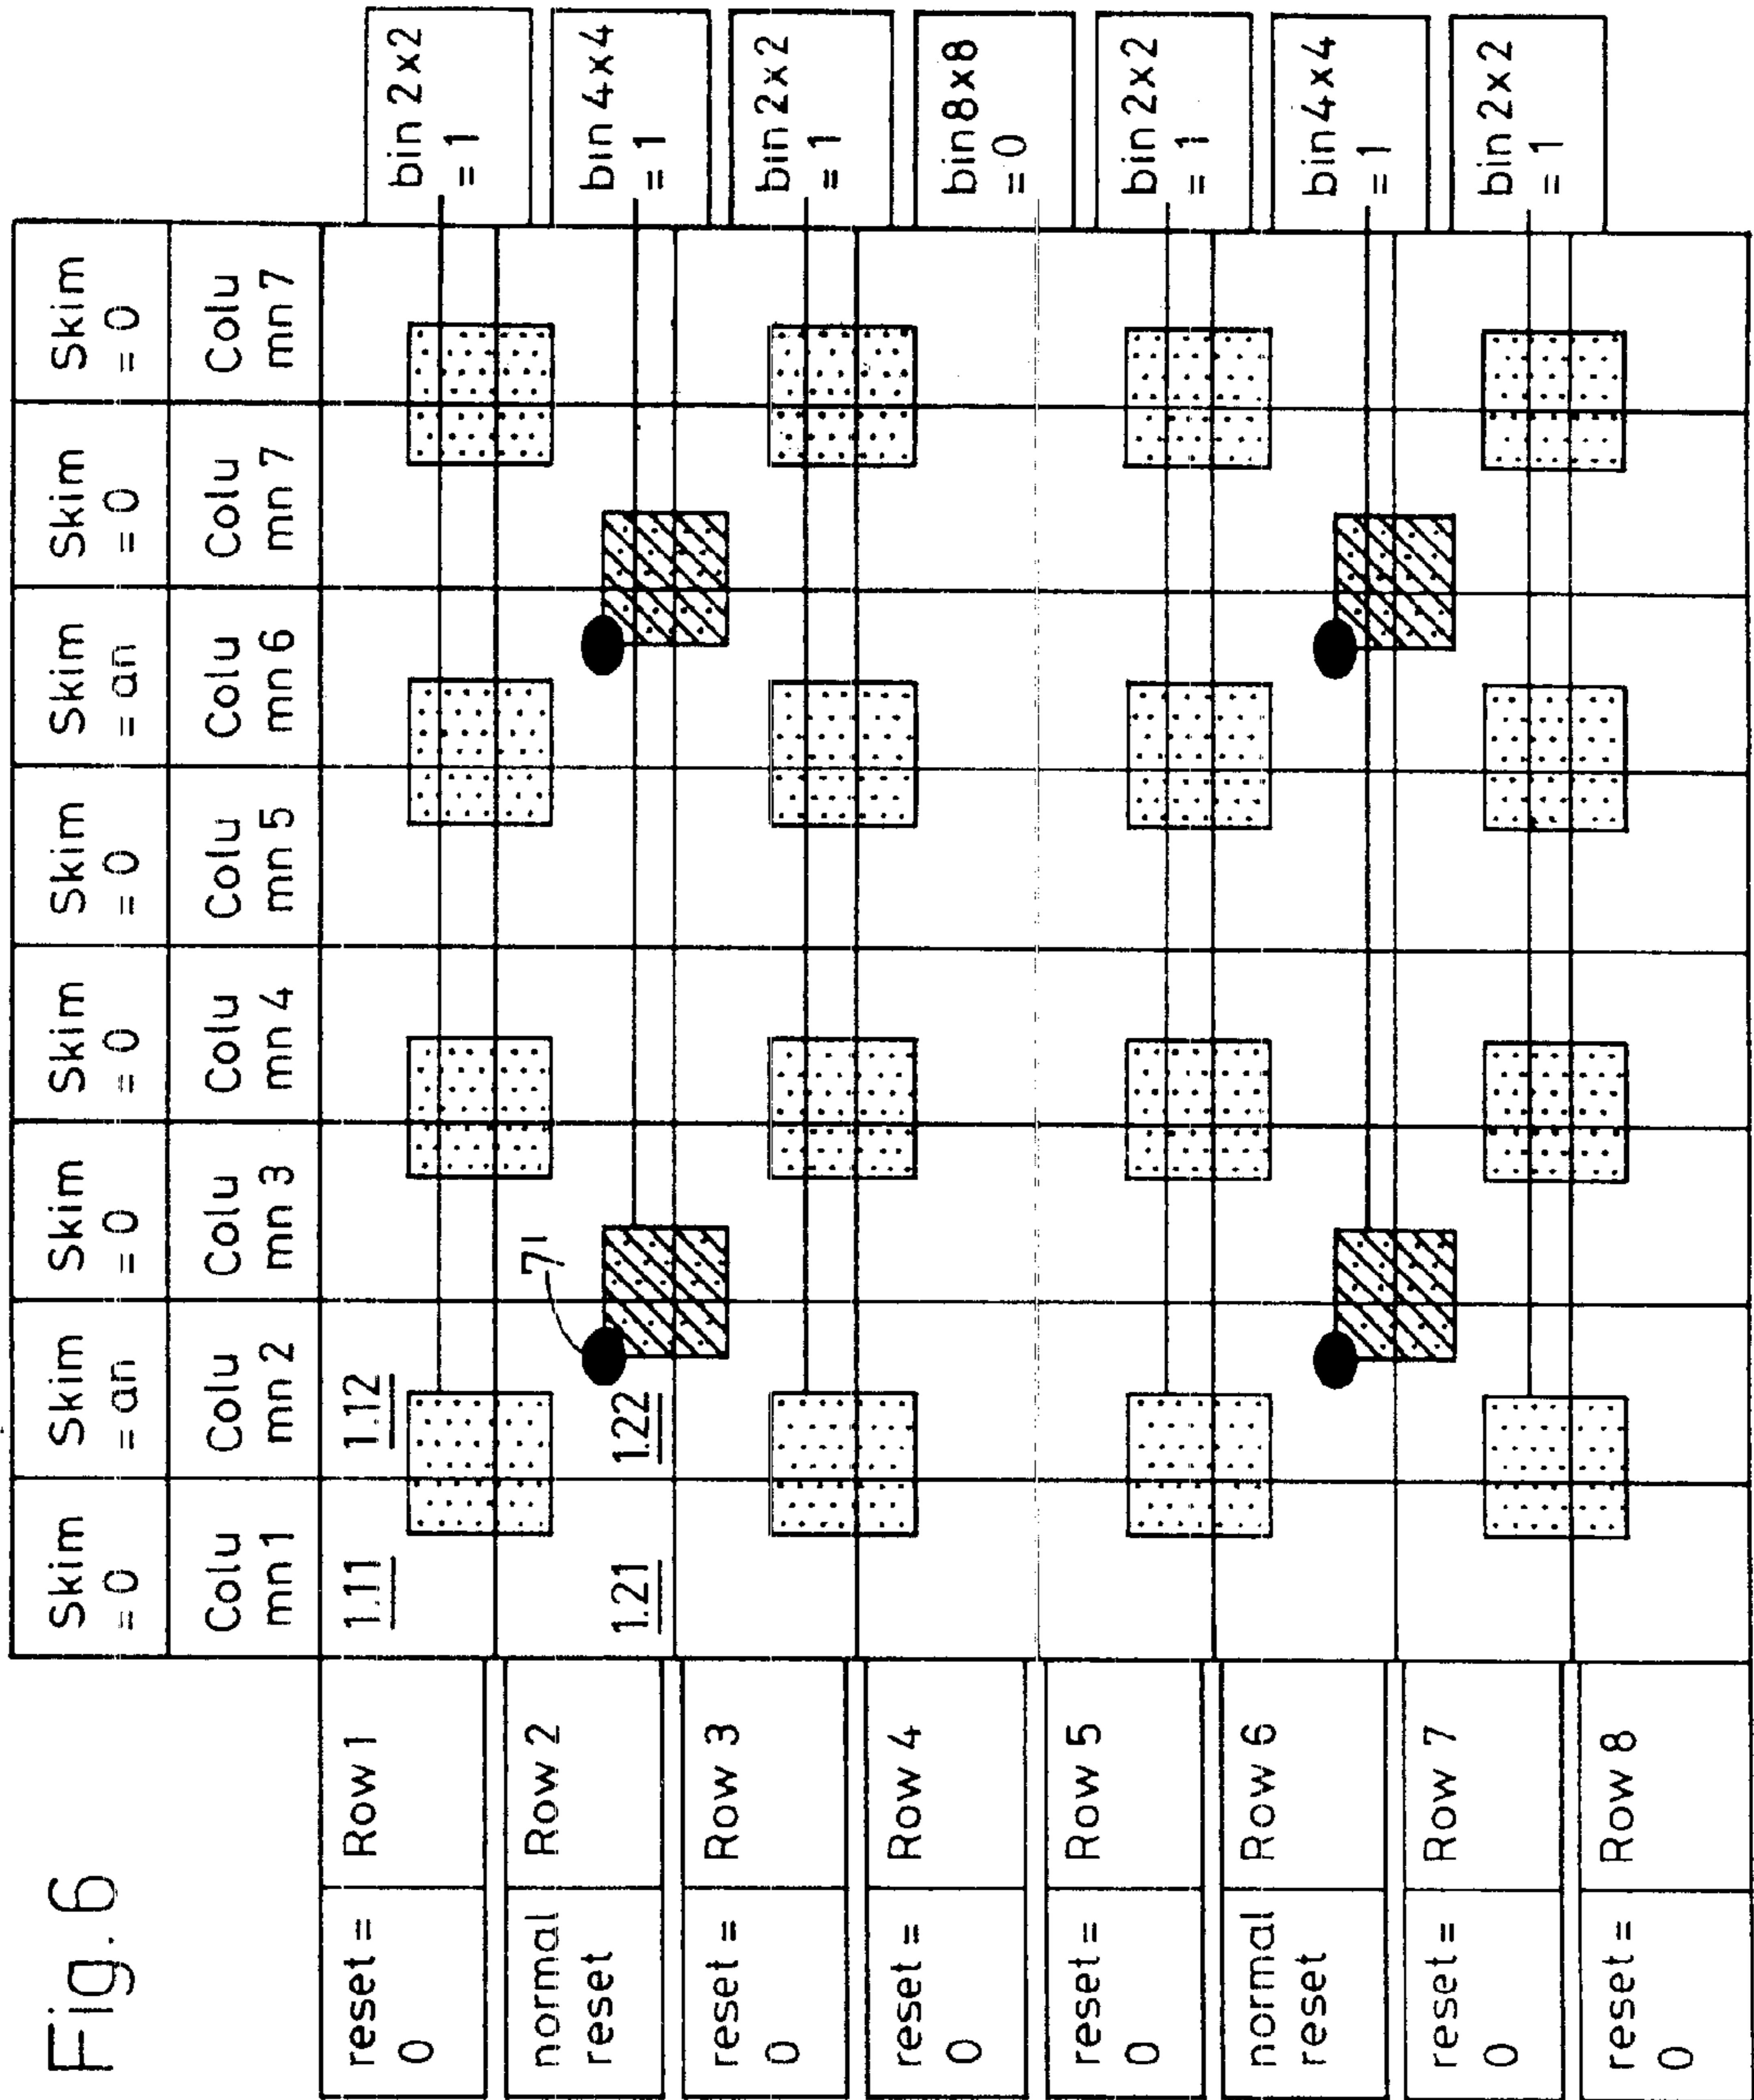 Fig. 6
Skim
= 0
Skim
= an
Skim
= 0
Skim
= 0
Skim
= 0
Skim
= an
Skim
= 0
Skim
= 0
Colu
mn 1
Colu
mn 2
Colu
mn 3
Colu
mn 4
Colu
mn 5
Colu
mn 6
Colu
mn 7
Colu
mn 7
reset =
0
Row 1
1.11
1.12
bin 2x2
= 1
normal
reset
Row 2
7'
1.21
1.22
bin 4x4
= 1
reset =
0
Row 3
bin 2x2
= 1
reset =
0
Row 4
bin 8x8
= 0
reset =
0
Row 5
bin 2x2
= 1
normal
reset
Row 6
bin 4x4
= 1
reset =
0
Row 7
bin 2x2
= 1
reset =
0
Row 8